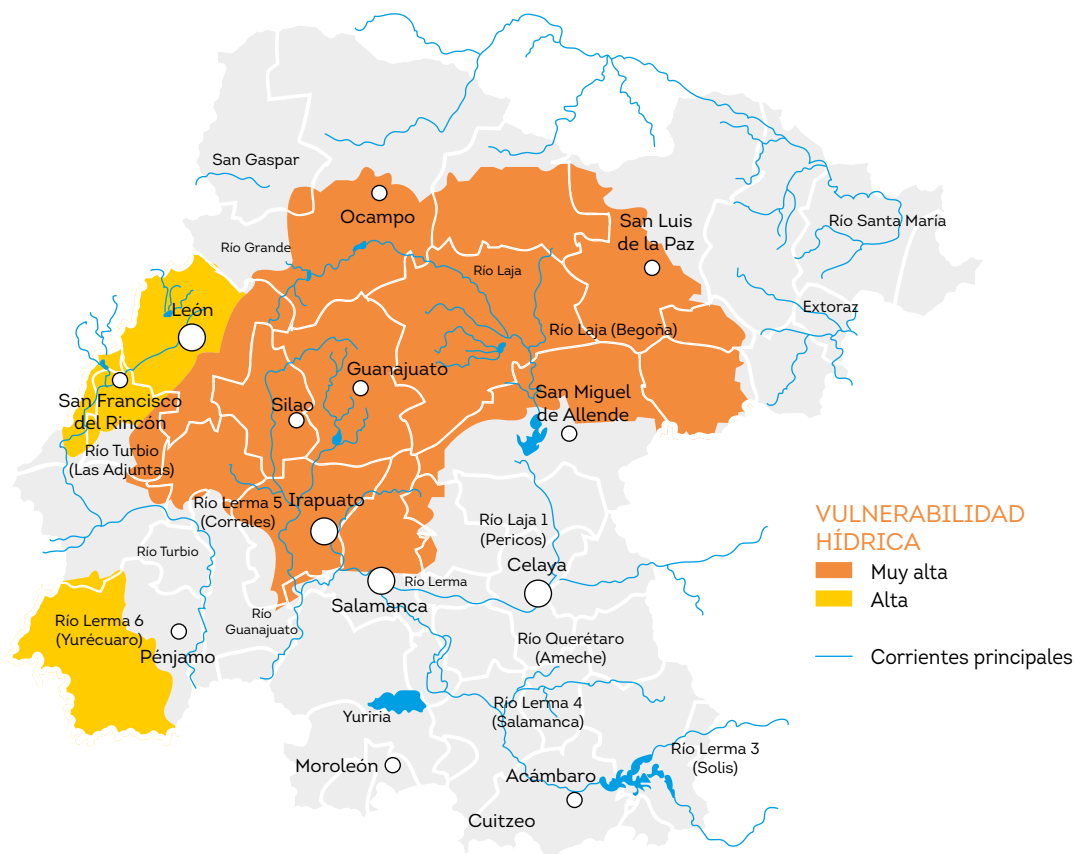 San Gaspar
Ocampo
San Luis
de la Paz
Río Santa María
Río Grande
Río Laja
León
Extoraz
Río Laja (Begoña)
Guanajuato
San Francisco
del Rincón
Silao
San Miguel
de Allende
Río Turbio
(Las Adjuntas)
Río Lerma 5
(Corrales)
Irapuato
Río Laja 1
(Pericos)
VULNERABILIDAD
HÍDRICA
Muy alta
Alta
Corrientes principales
Río Turbio
Celaya
Río Lerma
Salamanca
Río Lerma 6
(Yurécuaro)
Río
Guanajuato
Pénjamo
Río Querétaro
(Ameche)
Yuriria
Río Lerma 4
(Salamanca)
Río Lerma 3
(Solis)
Moroleón
Acámbaro
Cuitzeo